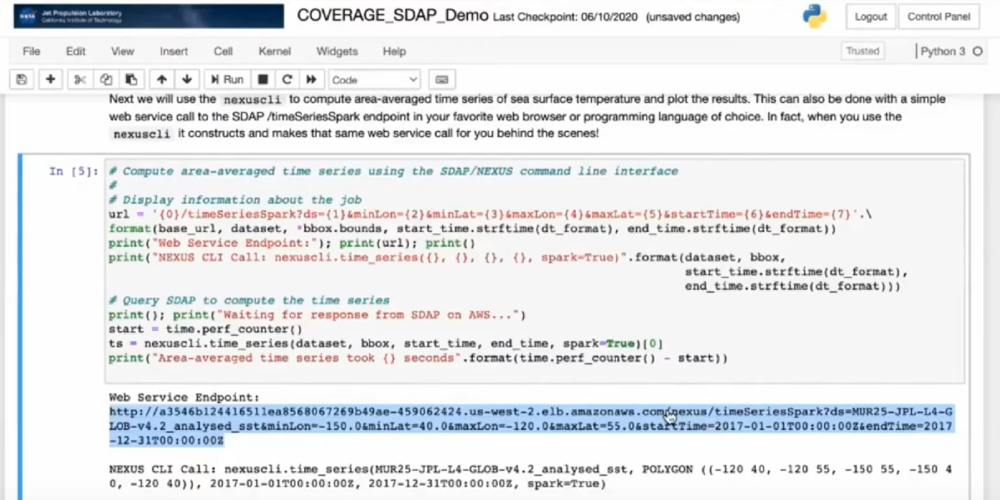 NASA Jet Propulsion Laboratory
California Institute of Technology
COVERAGE_SDAP_Demo Last Checkpoint: 06/10/2020 (unsaved changes)
Logout Control Panel
File Edit View Insert Cell Kernel Widgets Help
Trusted Python 3
Run Code
Next we will use the nexuscli to compute area-averaged time series of sea surface temperature and plot the results. This can also be done with a simple
web service call to the SDAP /timeSeriesSpark endpoint in your favorite web browser or programming language of choice. In fact, when you use the
nexuscli it constructs and makes that same web service call for you behind the scenes!
In [5]: # Compute area-averaged time series using the SDAP/NEXUS command line interface
#
# Display information about the job
url = '{0}/timeSeriesSpark?ds={1}&minLon={2}&minLat={3}&maxLon={4}&maxLat={5}&startTime={6}&endTime={7}'.\
format(base_url, dataset, *bbox.bounds, start_time.strftime(dt_format), end_time.strftime(dt_format))
print("Web Service Endpoint:"); print(url); print()
print("NEXUS CLI Call: nexuscli.time_series({}, {}, {}, {}, spark=True)".format(dataset, bbox,
start_time.strftime(dt_format),
end_time.strftime(dt_format)))
# Query SDAP to compute the time series
print(); print("Waiting for response from SDAP on AWS...")
start = time.perf_counter()
ts = nexuscli.time_series(dataset, bbox, start_time, end_time, spark=True)[0]
print("Area-averaged time series took {} seconds".format(time.perf_counter() - start))
Web Service Endpoint:
http://a3546b124416511ea8568067269b49ae-459062424.us-west-2.elb.amazonaws.com/nexus/timeSeriesSpark?ds=MUR25-JPL-L4-G
LOB-v4.2_analysed_sst&minLon=-150.0&minLat=40.0&maxLon=-120.0&maxLat=55.0&startTime=2017-01-01T00:00:00Z&endTime=2017
-12-31T00:00:00Z
NEXUS CLI Call: nexuscli.time_series(MUR25-JPL-L4-GLOB-v4.2_analysed_sst, POLYGON ((-120 40, -120 55, -150 55, -150 4
0, -120 40)), 2017-01-01T00:00:00Z, 2017-12-31T00:00:00Z, spark=True)